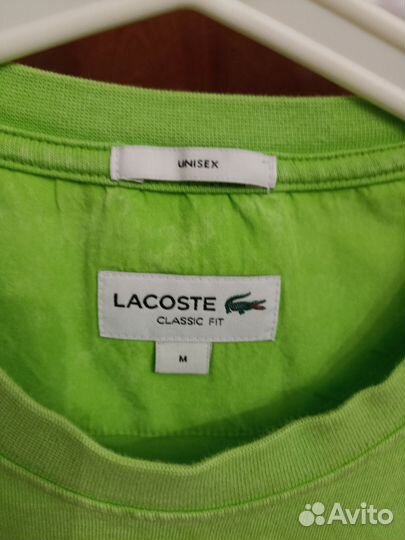 UNISEX
LACOSTE
CLASSIC FIT
M
Avito